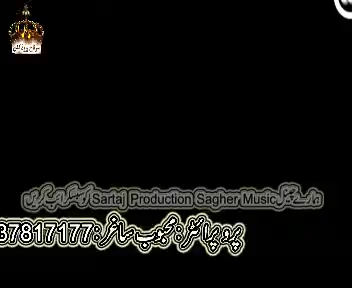 ہمارے چینل Sartaj Production Sagher Music کو سبسکرائب کریں
پروپرائٹر: محبوب ساغر: 37817177